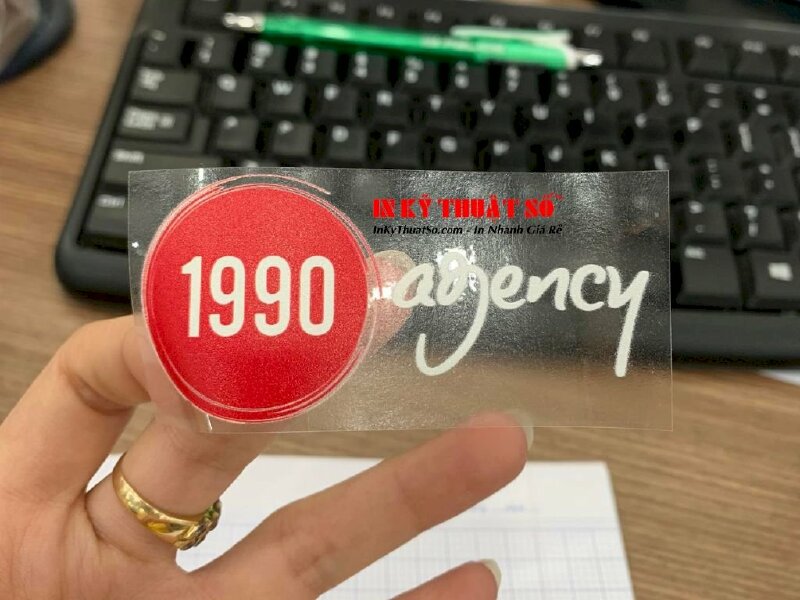 IN KỸ THUẬT SỐ
InKyThuatSo.com - In Nhanh Giá Rẻ
1990
agency